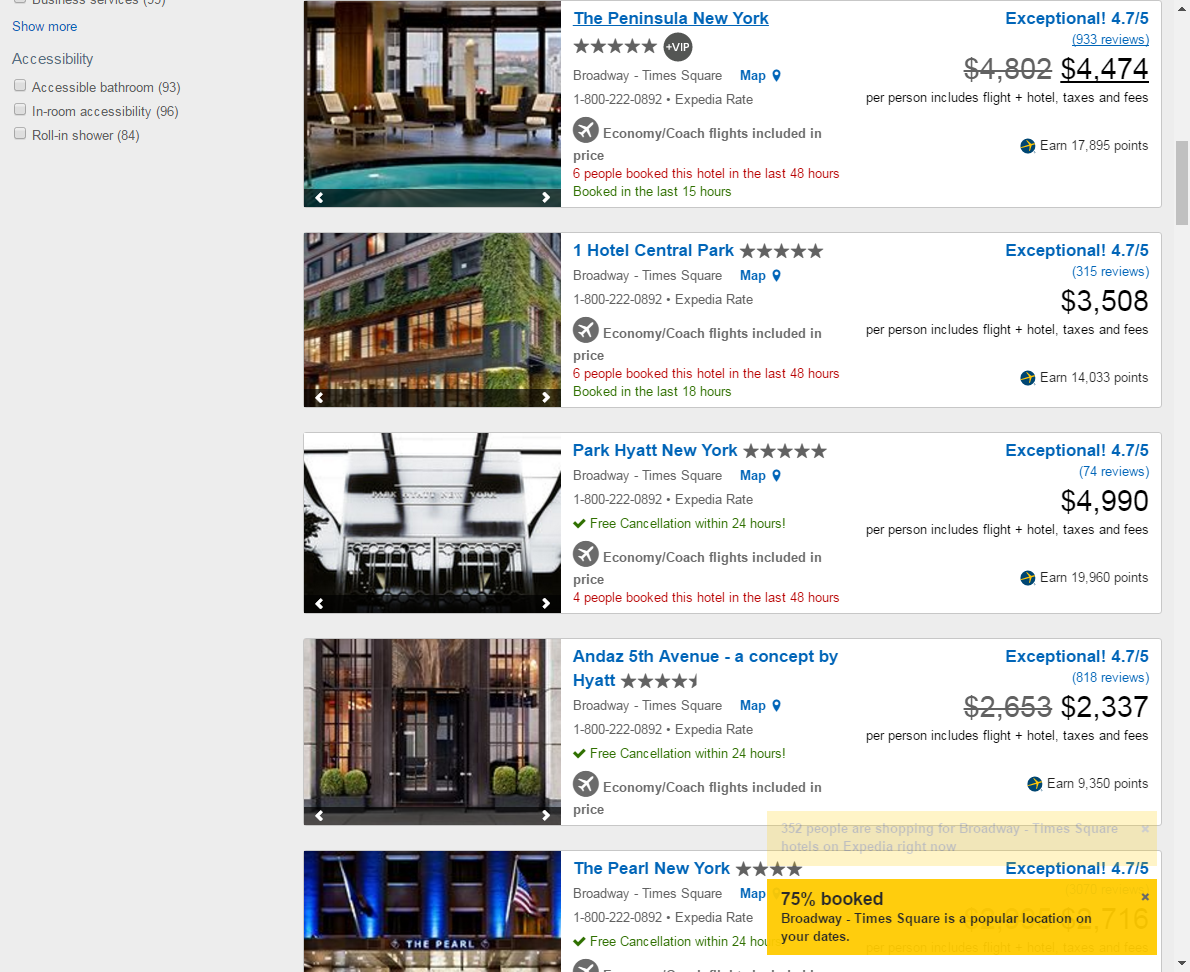 Business services (99)
Show more
Accessibility
Accessible bathroom (93)
In-room accessibility (96)
Roll-in shower (84)
The Peninsula New York
+VIP
Broadway - Times Square Map
1-800-222-0892 • Expedia Rate
Economy/Coach flights included in
price
6 people booked this hotel in the last 48 hours
Booked in the last 15 hours
Exceptional! 4.7/5
(933 reviews)
$4,802 $4,474
per person includes flight + hotel, taxes and fees
Earn 17,895 points
1 Hotel Central Park
Broadway - Times Square Map
1-800-222-0892 • Expedia Rate
Economy/Coach flights included in
price
6 people booked this hotel in the last 48 hours
Booked in the last 18 hours
Exceptional! 4.7/5
(315 reviews)
$3,508
per person includes flight + hotel, taxes and fees
Earn 14,033 points
PARK HYATT NEW YORK
Park Hyatt New York
Broadway - Times Square Map
1-800-222-0892 • Expedia Rate
Free Cancellation within 24 hours!
Economy/Coach flights included in
price
4 people booked this hotel in the last 48 hours
Exceptional! 4.7/5
(74 reviews)
$4,990
per person includes flight + hotel, taxes and fees
Earn 19,960 points
Andaz 5th Avenue - a concept by
Hyatt
Broadway - Times Square Map
1-800-222-0892 • Expedia Rate
Free Cancellation within 24 hours!
Economy/Coach flights included in
price
Exceptional! 4.7/5
(818 reviews)
$2,653 $2,337
per person includes flight + hotel, taxes and fees
Earn 9,350 points
352 people are shopping for Broadway - Times Square
hotels on Expedia right now
THE PEARL
The Pearl New York
Broadway - Times Square Map
1-800-222-0892 • Expedia Rate
Free Cancellation within 24 hou
Exceptional! 4.7/5
$2,716
per person includes flight + hotel, taxes and fees
75% booked
Broadway - Times Square is a popular location on
your dates.